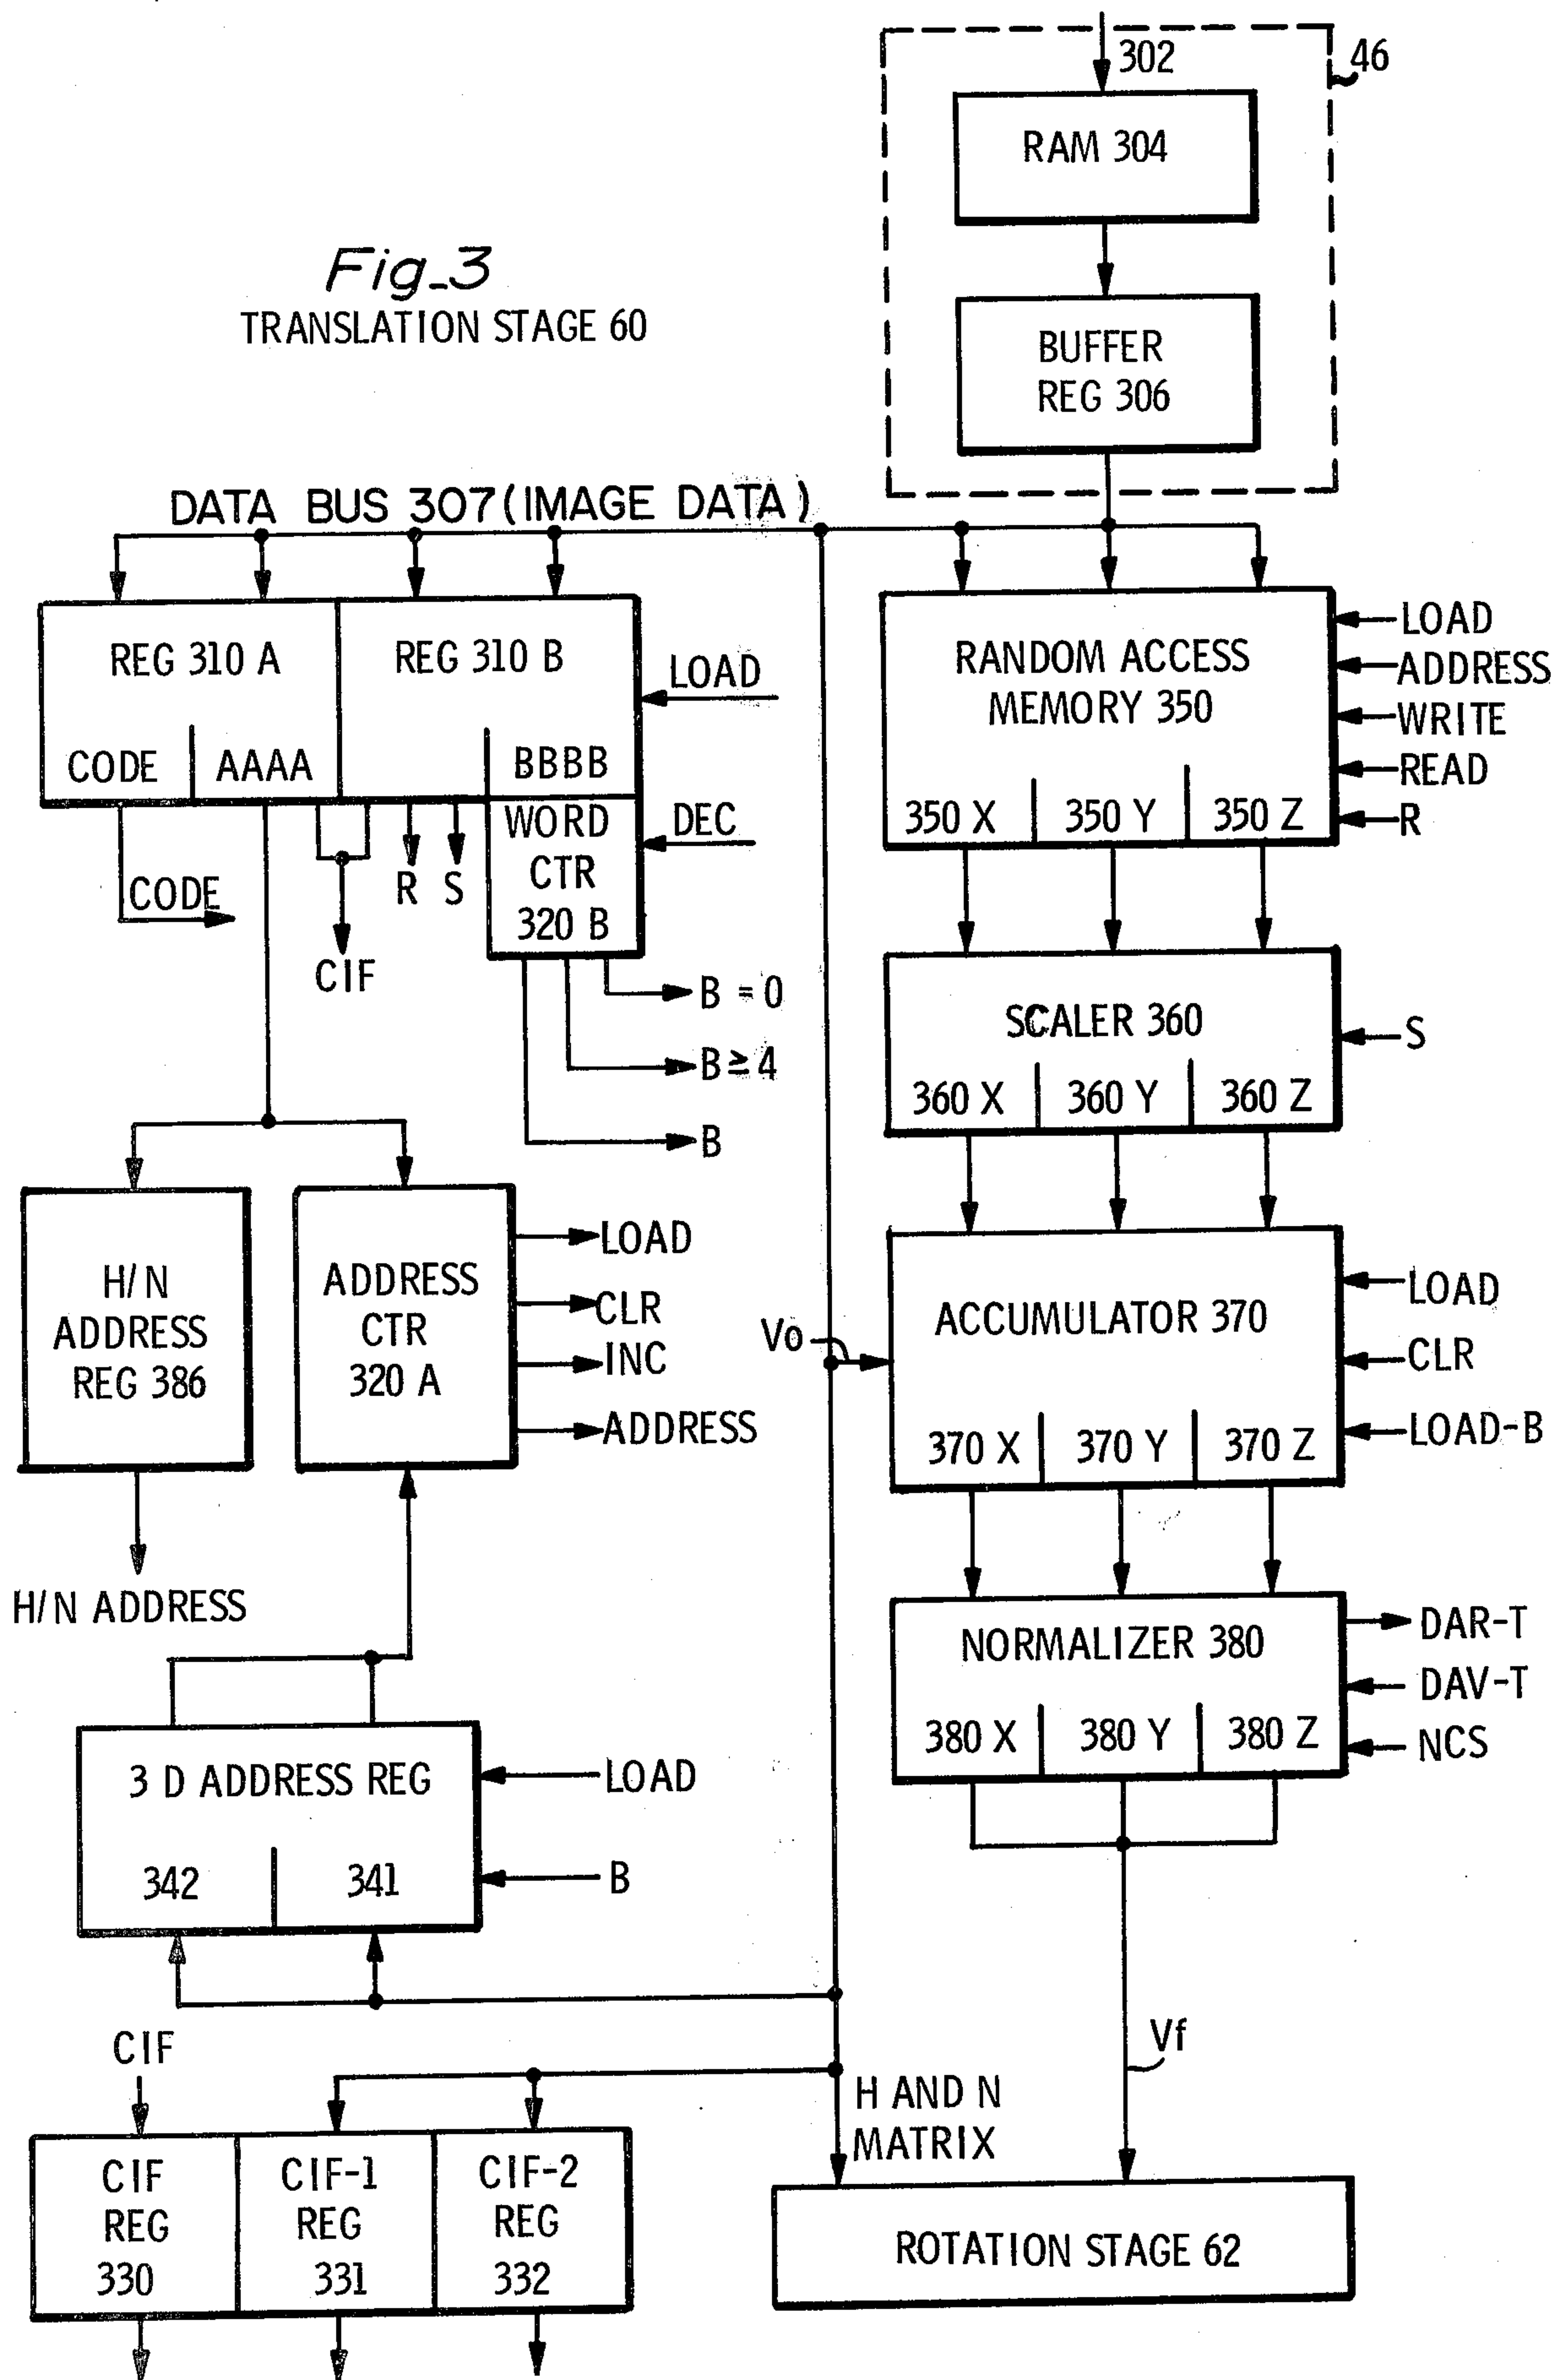 302
46
RAM 304
Fig_3
TRANSLATION STAGE 60
BUFFER
REG 306
DATA BUS 307(IMAGE DATA)
REG 310 A
REG 310 B
LOAD
CODE
AAAA
BBBB
WORD
CTR
320 B
DEC
CODE
CIF
R
S
B = 0
B ≥ 4
B
RANDOM ACCESS
MEMORY 350
350 X
350 Y
350 Z
LOAD
ADDRESS
WRITE
READ
R
SCALER 360
360 X
360 Y
360 Z
S
H/N
ADDRESS
REG 386
ADDRESS
CTR
320 A
LOAD
CLR
INC
ADDRESS
Vo
ACCUMULATOR 370
370 X
370 Y
370 Z
LOAD
CLR
LOAD-B
H/N ADDRESS
NORMALIZER 380
380 X
380 Y
380 Z
DAR-T
DAV-T
NCS
3 D ADDRESS REG
342
341
LOAD
B
Vf
CIF
H AND N
MATRIX
CIF
REG
330
CIF-1
REG
331
CIF-2
REG
332
ROTATION STAGE 62